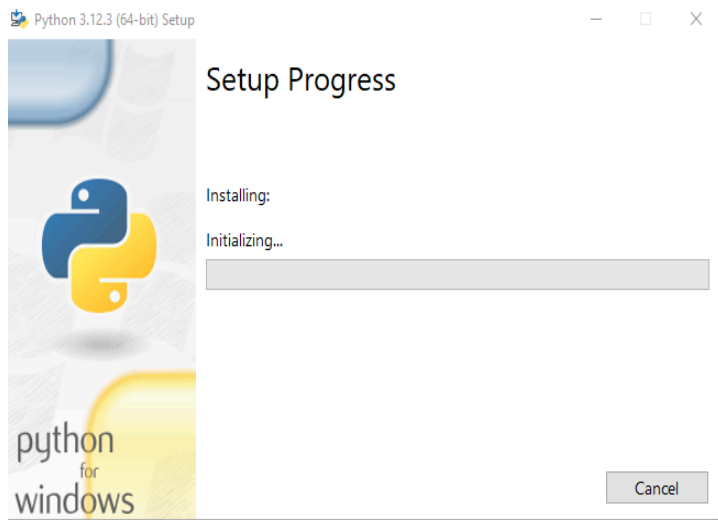 Python 3.12.3 (64-bit) Setup
Setup Progress
Installing:
Initializing...
python
for
windows
Cancel